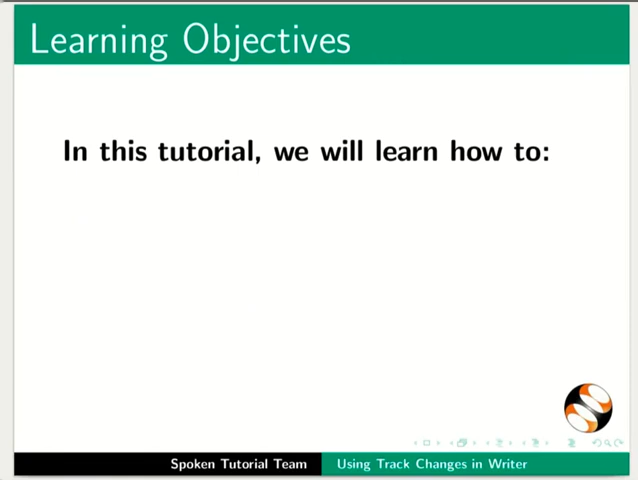 Learning Objectives
In this tutorial, we will learn how to:
Spoken Tutorial Team
Using Track Changes in Writer